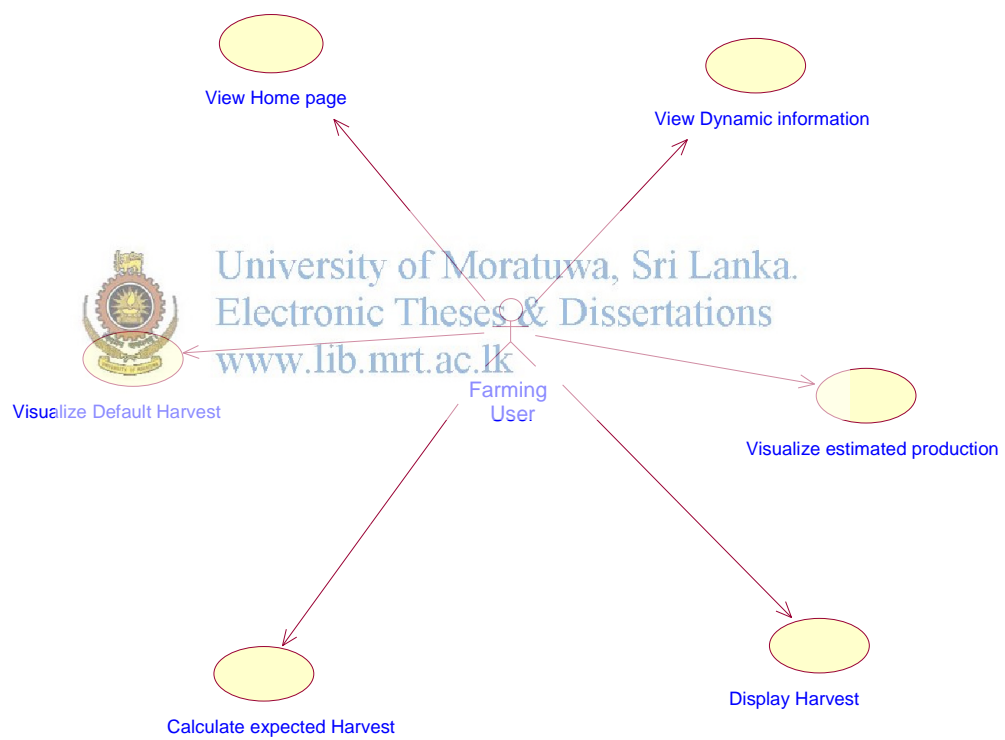 View Home page
View Dynamic information
University of Moratuwa, Sri Lanka.
Electronic Theses & Dissertations
www.lib.mrt.ac.lk
Farming
User
Visualize Default Harvest
Visualize estimated production
Display Harvest
Calculate expected Harvest